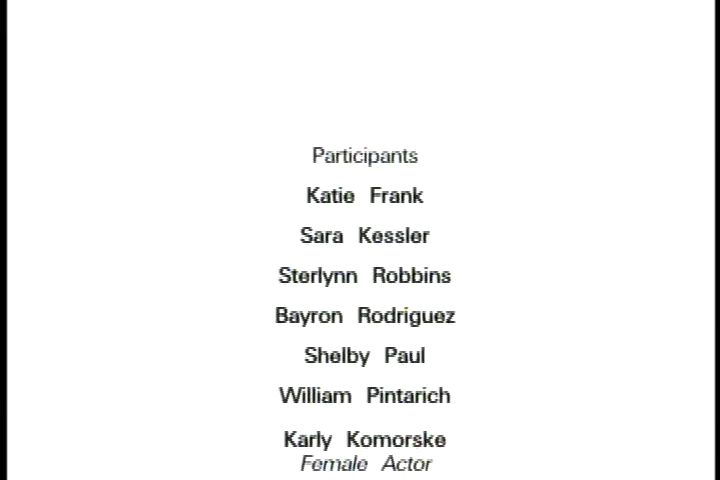 Participants
Katie Frank
Sara Kessler
Sterlynn Robbins
Bayron Rodriguez
Shelby Paul
William Pintarich
Karly Komorske
Female Actor